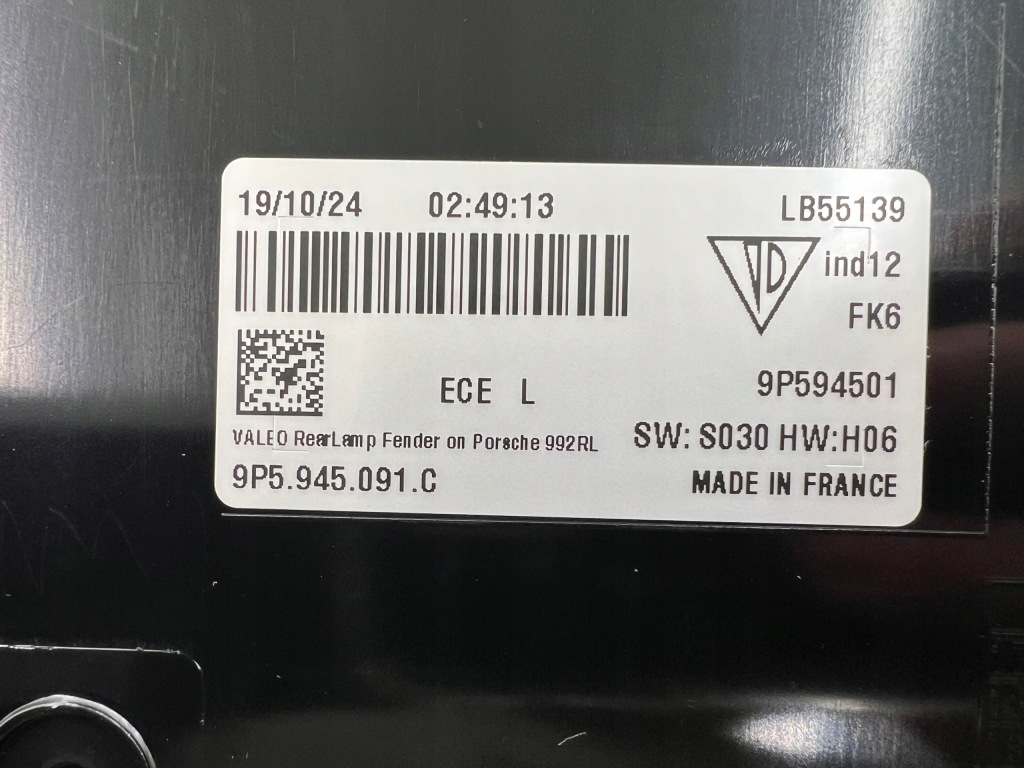 19/10/24 02:49:13 LB55139
VD ind12
FK6
ECE L 9P594501
VALEO RearLamp Fender on Porsche 992RL SW: S030 HW:H06
9P5.945.091.C MADE IN FRANCE